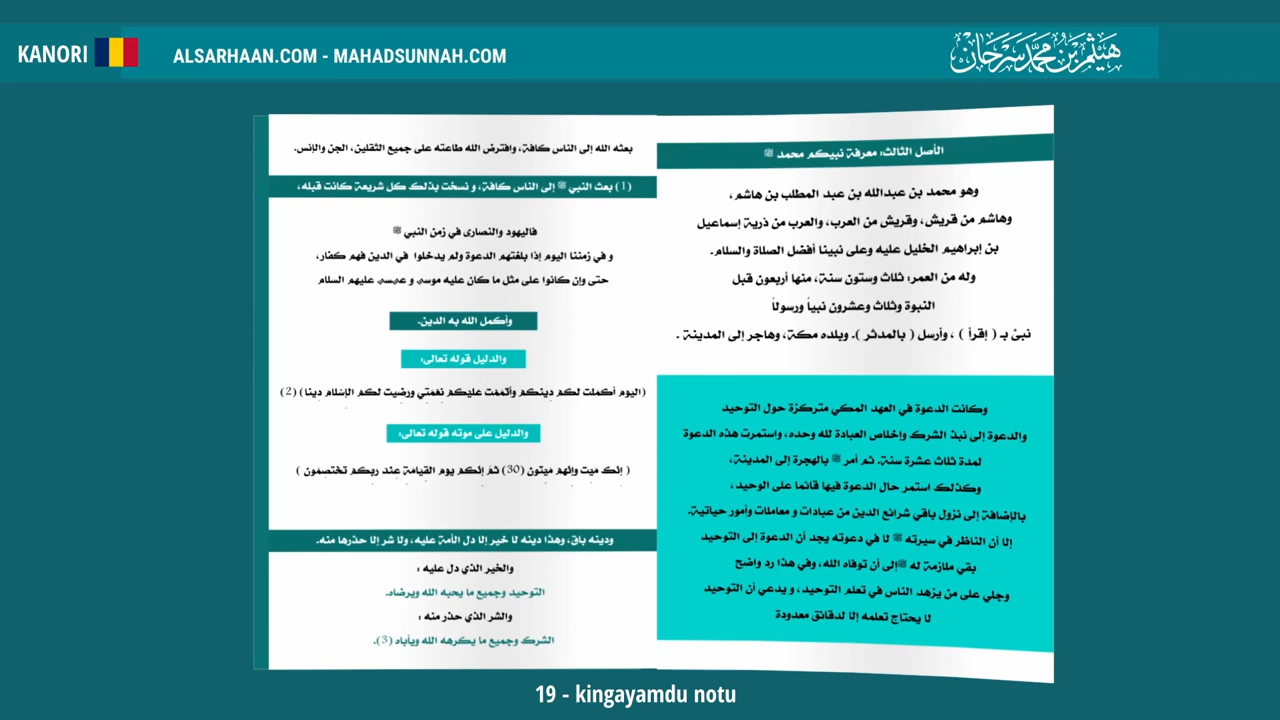 KANORI
ALSARHAAN.COM - MAHADSUNNAH.COM
هيثم بن محمد سرحان
الأصل الثالث: معرفة نبيكم محمد ﷺ
وهو محمد بن عبدالله بن عبد المطلب بن هاشم،
وهاشم من قريش، وقريش من العرب، والعرب من ذرية إسماعيل
بن إبراهيم الخليل عليه وعلى نبينا أفضل الصلاة والسلام.
وله من العمر: ثلاث وستون سنة، منها أربعون قبل
النبوة وثلاث وعشرون نبياً ورسولاً
نبئ بـ ( إقرأ ) ، وأرسل ( بالمدثر ). وبلده مكة، وهاجر إلى المدينة .
وكانت الدعوة في العهد المكي متركزة حول التوحيد
والدعوة إلى نبذ الشرك وإخلاص العبادة لله وحده، واستمرت هذه الدعوة
لمدة ثلاث عشرة سنة. ثم أمر ﷺ بالهجرة إلى المدينة،
وكذلك استمر حال الدعوة فيها قائما على الوحيد،
بالإضافة إلى نزول باقي شرائع الدين من عبادات و معاملات وأمور حياتية.
إلا أن الناظر في سيرته ﷺ لا في دعوته يجد أن الدعوة إلى التوحيد
بقي ملازمة له ﷺ إلى أن توفاه الله، وفي هذا رد واضح
وجلي على من يزهد الناس في تعلم التوحيد، و يدعي أن التوحيد
لا يحتاج تعلمه إلا لدقائق معدودة
بعثه الله إلى الناس كافة، وافترض الله طاعته على جميع الثقلين، الجن والإنس.
(1) بعث النبي ﷺ إلى الناس كافة، و نسخت بذلك كل شريعة كانت قبله،
فاليهود والنصارى في زمن النبي ﷺ
و في زمننا اليوم إذا بلغتهم الدعوة ولم يدخلوا في الدين فهم كفار،
حتى وإن كانوا على مثل ما كان عليه موسى و عيسى عليهم السلام
وأكمل الله به الدين.
والدليل قوله تعالى:
(اليوم أكملت لكم دينكم وأتممت عليكم نعمتي ورضيت لكم الإسلام دينا) (2)
والدليل على موته قوله تعالى:
( إنك ميت وإنهم ميتون (30) ثم إنكم يوم القيامة عند ربكم تختصمون )
ودينه باق، وهذا دينه لا خير إلا دل الأمة عليه، ولا شر إلا حذرها منه.
والخير الذي دل عليه :
التوحيد وجميع ما يحبه الله ويرضاه.
والشر الذي حذر منه :
الشرك وجميع ما يكرهه الله ويأباه (3).
19 - kingayamdu notu